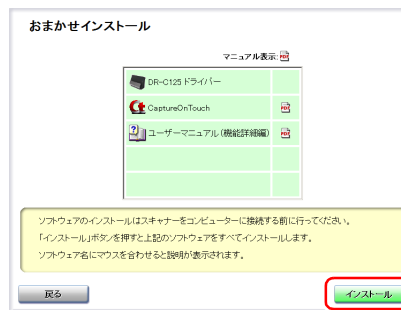 おまかせインストール
マニュアル表示:
DR-C125 ドライバー
CaptureOnTouch
ユーザーマニュアル(機能詳細編)
ソフトウェアのインストールはスキャナーをコンピューターに接続する前に行ってください。
「インストール」ボタンを押すと上記のソフトウェアをすべてインストールします。
ソフトウェア名にマウスを合わせると説明が表示されます。
戻る
インストール